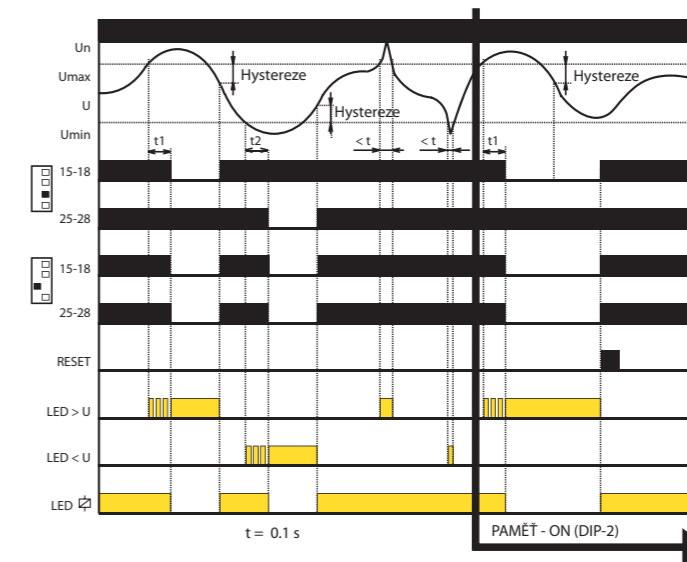 Un
Umax
Hystereze
Hystereze
U
Hystereze
Umin
t1
t2
< t
< t
t1
15-18
25-28
15-18
25-28
RESET
LED > U
LED < U
LED
t = 0.1 s
PAMĚŤ - ON (DIP-2)